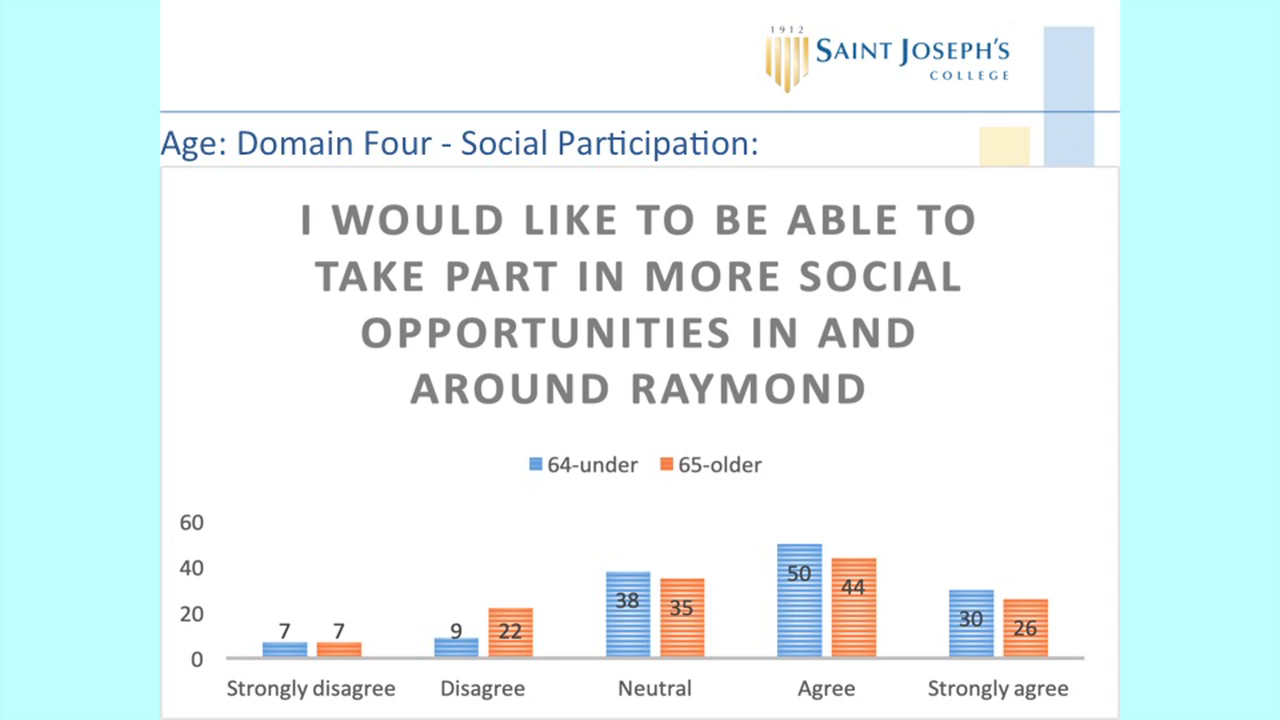 1912
SAINT JOSEPH'S
COLLEGE
Age: Domain Four - Social Participation:
I WOULD LIKE TO BE ABLE TO
TAKE PART IN MORE SOCIAL
OPPORTUNITIES IN AND
AROUND RAYMOND
64-under 65-older
60
40
20
0
7 7 9 22 38 35 50 44 30 26
Strongly disagree Disagree Neutral Agree Strongly agree